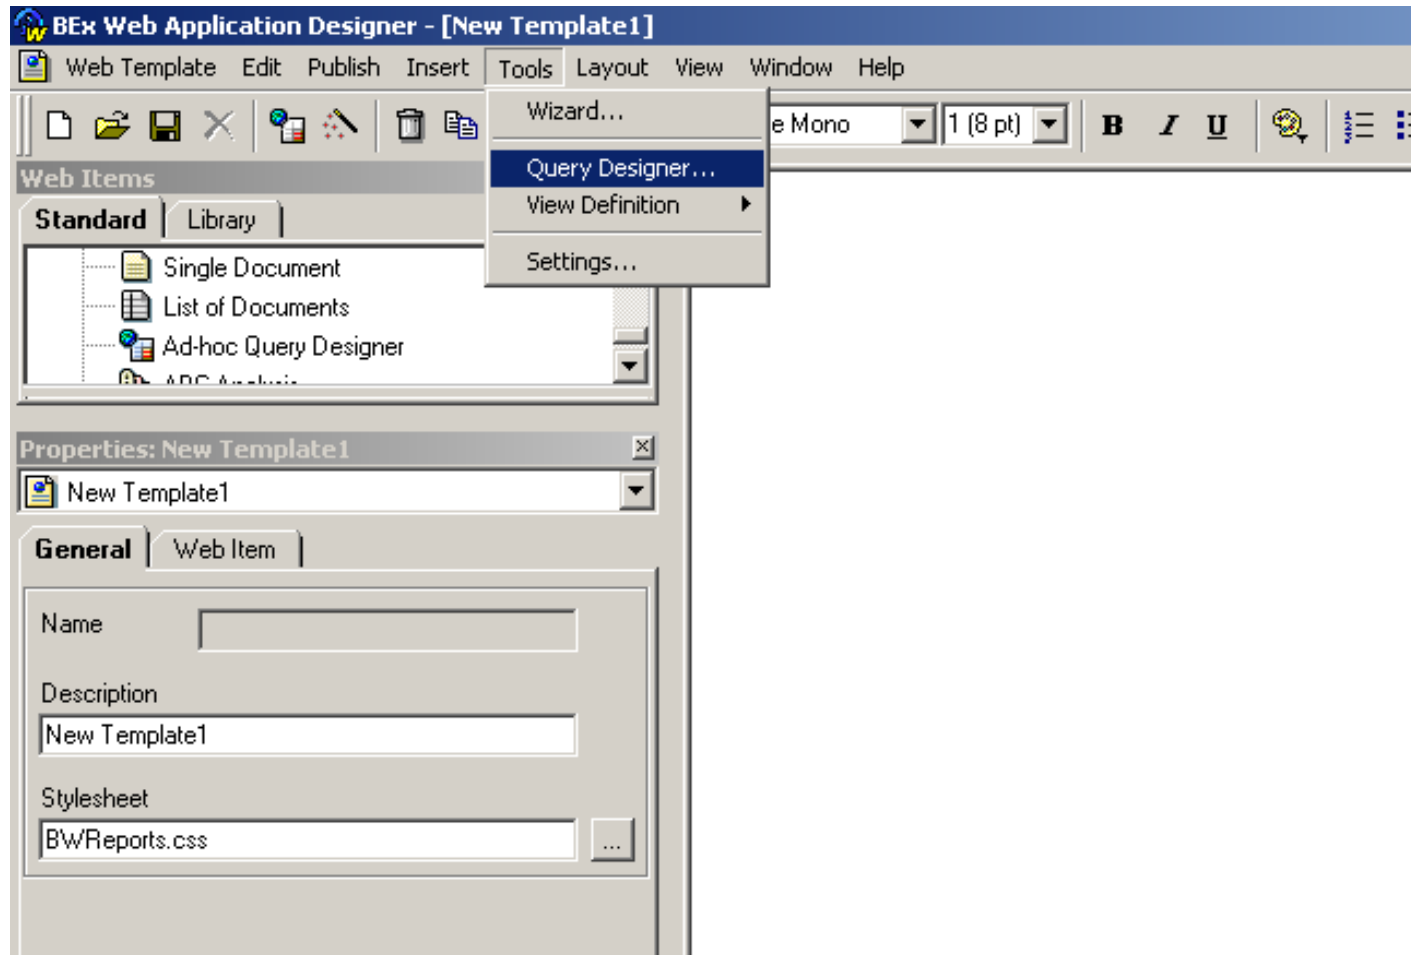 BEx Web Application Designer - [New Template1]
Web Template Edit Publish Insert Tools Layout View Window Help
Wizard...
e Mono 1 (8 pt) B I U
Query Designer...
View Definition
Settings...
Web Items
Standard Library
Single Document
List of Documents
Ad-hoc Query Designer
ABC Analysis
Properties: New Template1
New Template1
General Web Item
Name
Description
New Template1
Stylesheet
BWReports.css
...